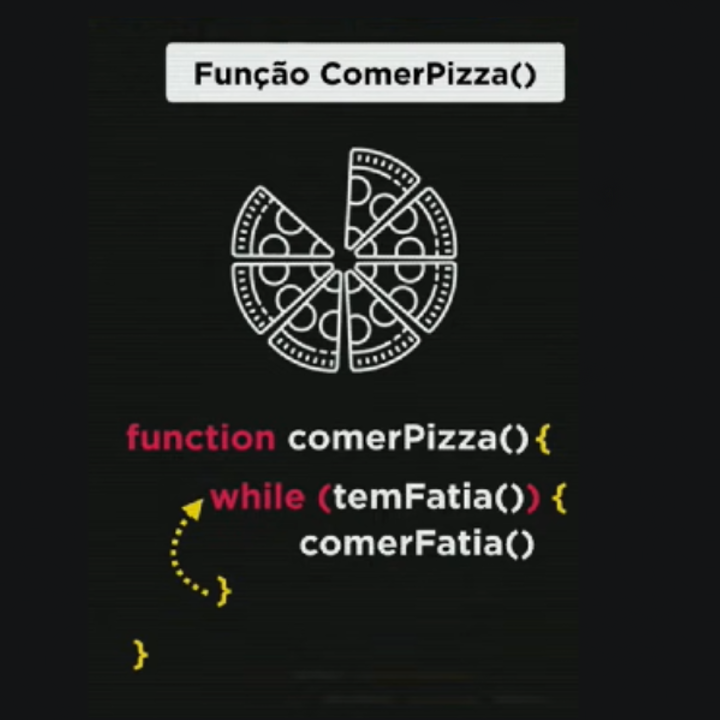 Função ComerPizza()
function comerPizza(){
while (temFatia()) {
comerFatia()
}
}